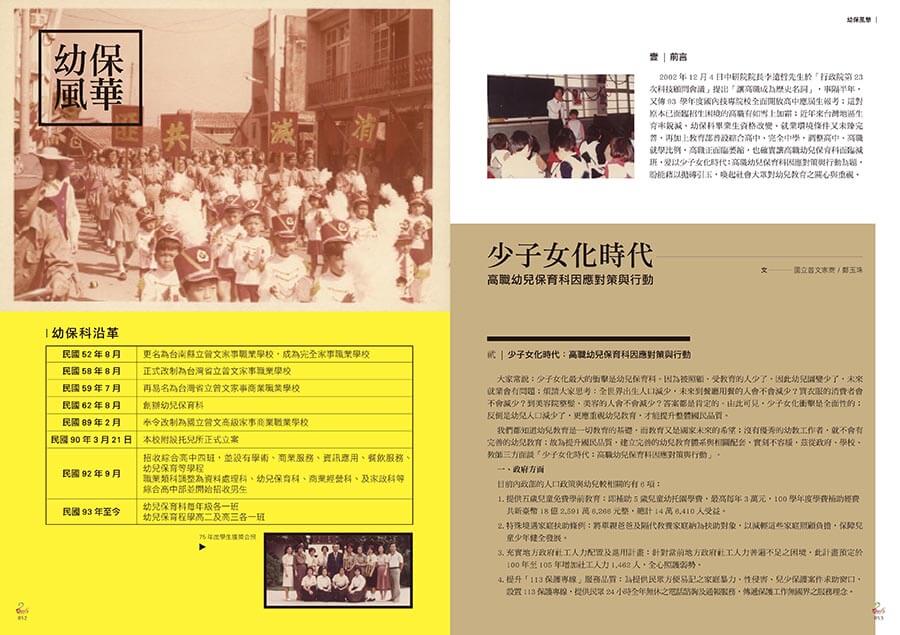 幼保
風華
共 滅 消
幼保科沿革
民國 52 年 8 月 更名為台南縣立曾文家事職業學校，成為完全家事職業學校
民國 58 年 8 月 正式改制為台灣省立曾文家事職業學校
民國 59 年 7 月 再易名為台灣省立曾文家事商業職業學校
民國 62 年 8 月 創辦幼兒保育科
民國 89 年 2 月 奉令改制為國立曾文高級家事商業職業學校
民國 90 年 3 月 21 日 本校附設托兒所正式立案
民國 92 年 9 月 招收綜合高中四班，並設有學術、商業服務、資訊應用、餐飲服務、
幼兒保育等學程
職業類科調整為資料處理科、幼兒保育科、商業經營科、及家政科等
綜合高中部並開始招收男生
民國 93 年至今 幼兒保育科每年級各一班
幼兒保育程學高二及高三各一班
75 年度學生獲獎合照
052
幼保風華
壹 | 前言
2002 年 12 月 4 日中研院院長李遠哲先生於「行政院第 23
次科技顧問會議」提出「讓高職成為歷史名詞」，事隔半年，
又傳 93 學年度國內技專院校全面開放高中應屆生報考；這對
原本已面臨招生困境的高職有如雪上加霜；近年來台灣地區生
育率銳減，幼保科畢業生資格改變、就業環境條件又未臻完
善，再加上教育部普設綜合高中、完全中學，調整高中、高職
就學比例，高職正面臨萎縮，也確實讓高職幼兒保育科面臨減
班，爰以少子女化時代：高職幼兒保育科因應對策與行動為題，
盼能藉以拋磚引玉，喚起社會大眾對幼兒教育之關心與重視。
少子女化時代
高職幼兒保育科因應對策與行動
文 國立曾文家商 / 鄭玉珠
貳 | 少子女化時代：高職幼兒保育科因應對策與行動
大家常說：少子女化最大的衝擊是幼兒保育科。因為被照顧、受教育的人少了，因此幼兒園變少了，未來
就業會有問題；煩請大家思考：全世界出生人口減少，未來到餐廳用餐的人會不會減少？買衣服的消費者會
不會減少？到美容院整髮、美容的人會不會減少？答案都是肯定的。由此可見，少子女化衝擊是全面性的；
反倒是幼兒人口減少了，更應重視幼兒教育，才能提升整體國民品質。
我們都知道幼兒教育是一切教育的基礎，而教育又是國家未來的希望；沒有優秀的幼教工作者，就不會有
完善的幼兒教育；故為提升國民品質，建立完善的幼兒教育體系與相關配套，實刻不容緩，茲從政府、學校、
教師三方面談「少子女化時代：高職幼兒保育科因應對策與行動」。
一、政府方面
目前內政部的人口政策與幼兒較相關的有 6 項：
1. 提供五歲兒童免費學前教育：即補助 5 歲幼兒幼托園學費，最高每年 3 萬元，100 學年度學費補助經費
共新臺幣 18 億 2,591 萬 6,266 元整，總計 14 萬 6,410 人受益。
2. 特殊境遇家庭扶助條例：將單親爸爸及隔代教養家庭納為扶助對象，以減輕這些家庭照顧負擔，保障兒
童少年健全發展。
3. 充實地方政府社工人力配置及進用計畫：針對當前地方政府社工人力普遍不足之困境，此計畫預定於
100 年至 105 年增加社工人力 1,462 人，全心照護弱勢。
4. 提升「113 保護專線」服務品質：為提供民眾方便易記之家庭暴力、性侵害、兒少保護案件求助窗口，
設置 113 保護專線，提供民眾 24 小時全年無休之電話諮詢及通報服務，傳遞保護工作無國界之服務理念。
053